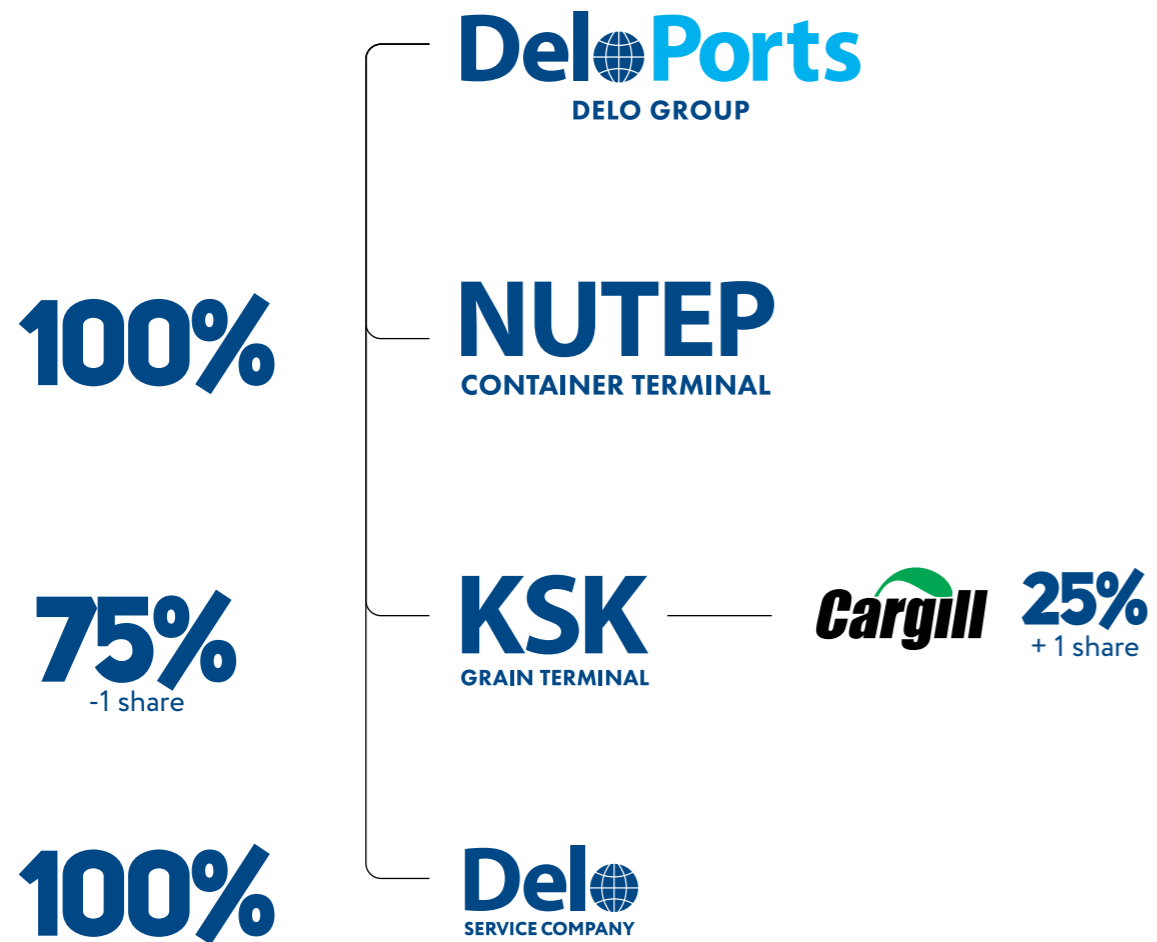 DeloPorts
DELO GROUP
100%
NUTEP
CONTAINER TERMINAL
75%
-1 share
KSK
GRAIN TERMINAL
Cargill
25%
+ 1 share
100%
Delo
SERVICE COMPANY